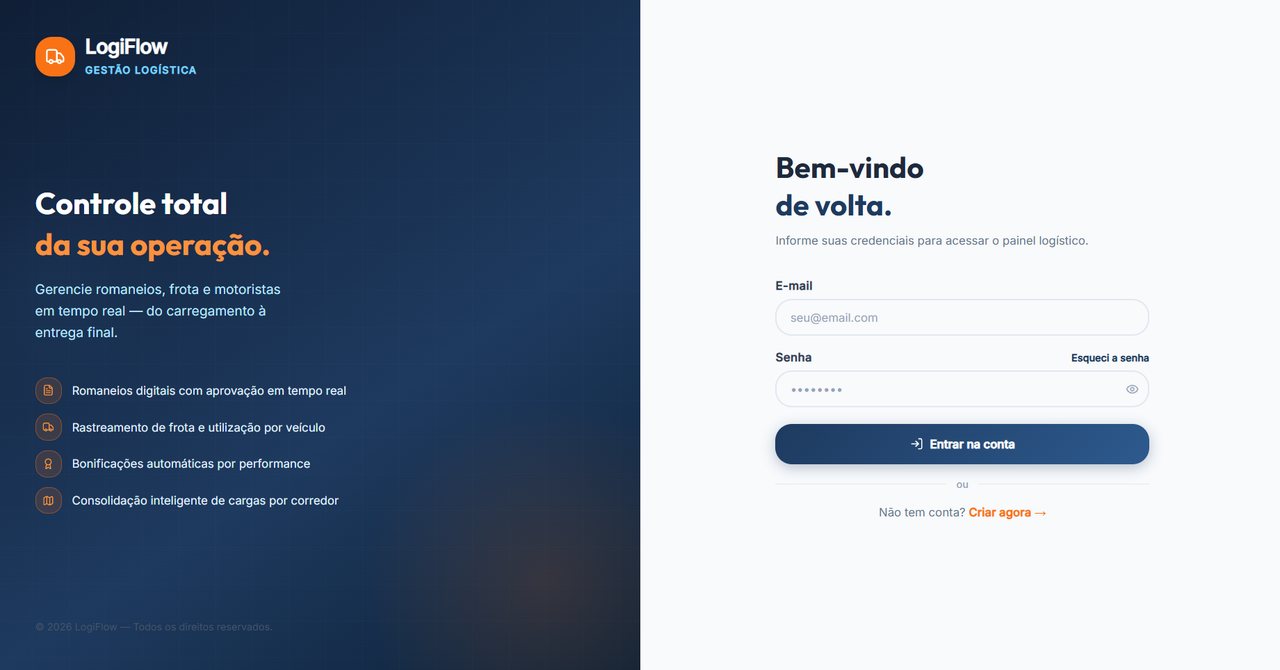 LogiFlow
GESTÃO LOGÍSTICA
Controle total
da sua operação.
Gerencie romaneios, frota e motoristas
em tempo real — do carregamento à
entrega final.
Romaneios digitais com aprovação em tempo real
Rastreamento de frota e utilização por veículo
Bonificações automáticas por performance
Consolidação inteligente de cargas por corredor
© 2026 LogiFlow — Todos os direitos reservados.
Bem-vindo
de volta.
Informe suas credenciais para acessar o painel logístico.
E-mail
seu@email.com
Senha
Esqueci a senha
••••••••
Entrar na conta
ou
Não tem conta? Criar agora →